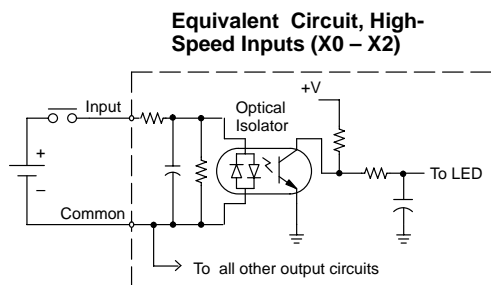 Equivalent Circuit, High-
Speed Inputs (X0 – X2)
+V
Input
Optical
Isolator
+
–
To LED
Common
To all other output circuits